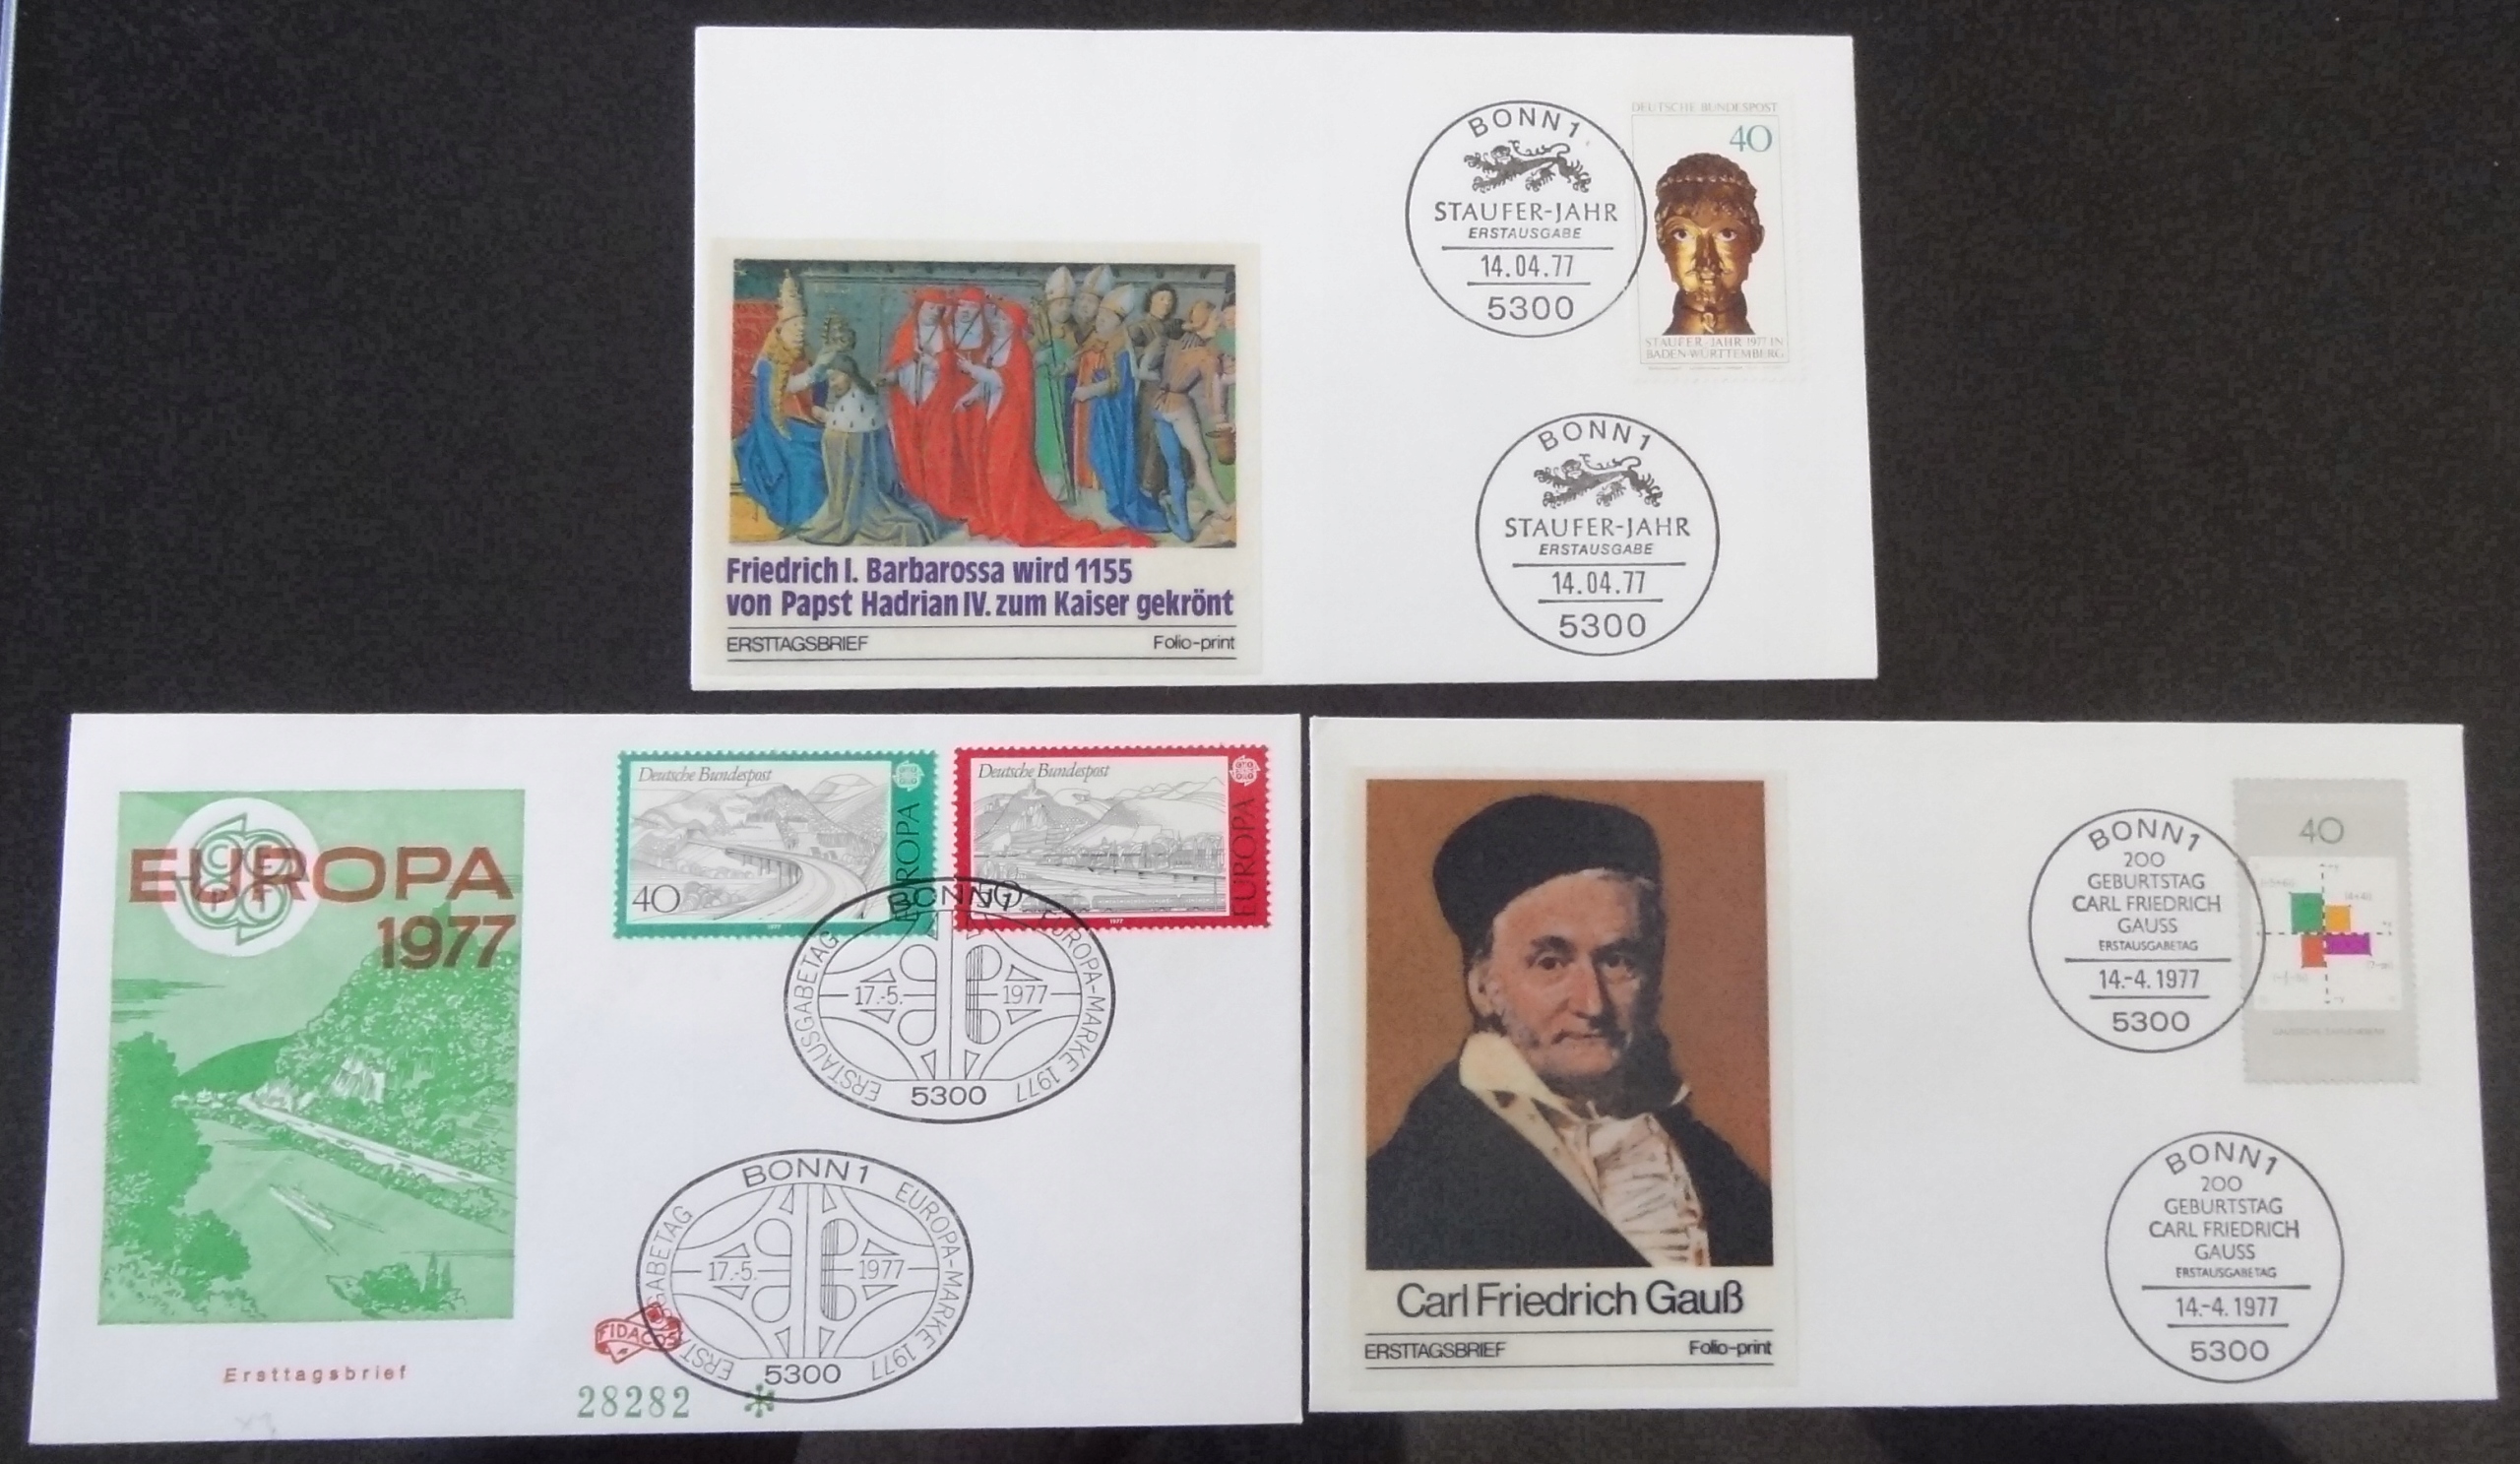 BONN 1
STAUFER-JAHR
ERSTAUSGABE
14.04.77
5300
DEUTSCHE BUNDESPOST
40
STAUFER-JAHR 1977 IN
BADEN-WÜRTTEMBERG
BONN 1
STAUFER-JAHR
ERSTAUSGABE
14.04.77
5300
Friedrich I. Barbarossa wird 1155
von Papst Hadrian IV. zum Kaiser gekrönt
ERSTTAGSBRIEF Folio-print
EUROPA
1977
Ersttagsbrief
Deutsche Bundespost
40
EUROPA
1977
Deutsche Bundespost
50
EUROPA
1977
BONN 1
ERSTAUSGABETAG EUROPA-MARKE 1977
17.-5. 1977
5300
BONN 1
ERSTAUSGABETAG EUROPA-MARKE 1977
17.-5. 1977
5300
FIDACOS
28282 *
Carl Friedrich Gauß
ERSTTAGSBRIEF Folio-print
BONN 1
200
GEBURTSTAG
CARL FRIEDRICH
GAUSS
ERSTAUSGABETAG
14.-4.1977
5300
40
BONN 1
200
GEBURTSTAG
CARL FRIEDRICH
GAUSS
ERSTAUSGABETAG
14.-4.1977
5300